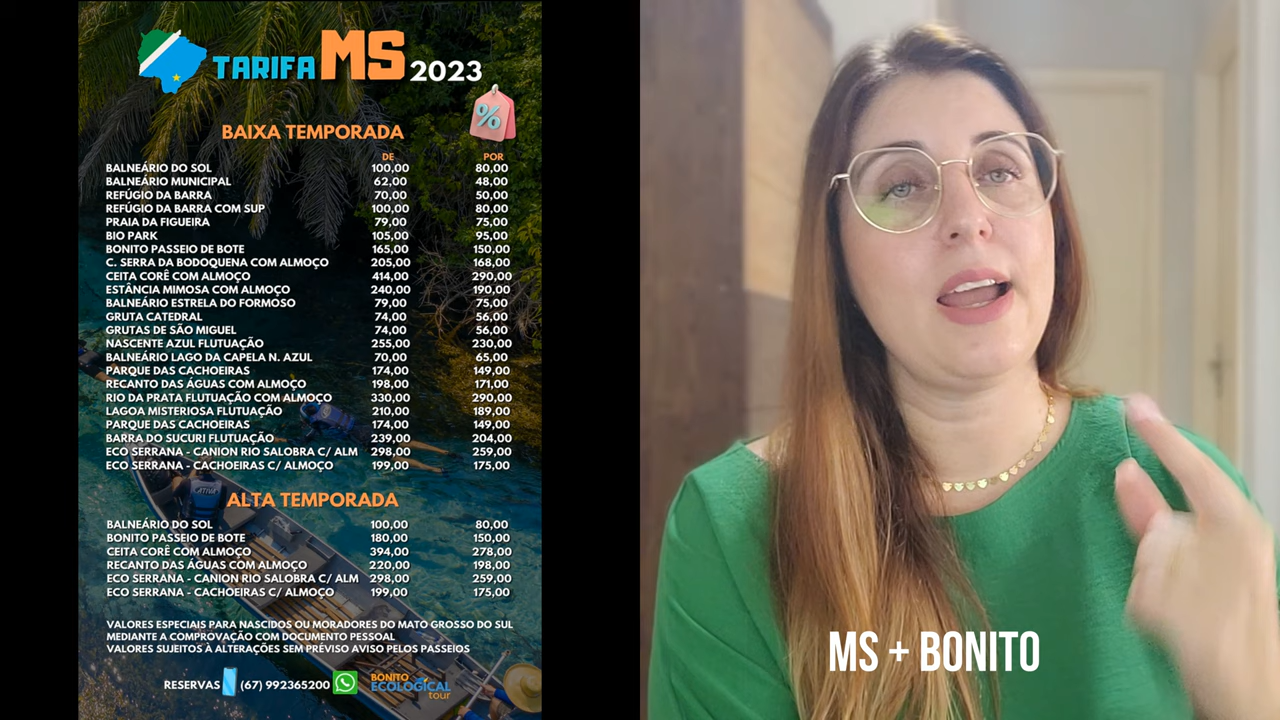 TARIFA MS 2023
%
BAIXA TEMPORADA
DE POR
BALNEÁRIO DO SOL 100,00 80,00
BALNEÁRIO MUNICIPAL 62,00 48,00
REFÚGIO DA BARRA 70,00 50,00
REFÚGIO DA BARRA COM SUP 100,00 80,00
PRAIA DA FIGUEIRA 79,00 75,00
BIO PARK 105,00 95,00
BONITO PASSEIO DE BOTE 165,00 150,00
C. SERRA DA BODOQUENA COM ALMOÇO 205,00 168,00
CEITA CORÊ COM ALMOÇO 414,00 290,00
ESTÂNCIA MIMOSA COM ALMOÇO 240,00 190,00
BALNEÁRIO ESTRELA DO FORMOSO 79,00 75,00
GRUTA CATEDRAL 74,00 56,00
GRUTAS DE SÃO MIGUEL 74,00 56,00
NASCENTE AZUL FLUTUAÇÃO 255,00 230,00
BALNEÁRIO LAGO DA CAPELA N. AZUL 70,00 65,00
PARQUE DAS CACHOEIRAS 174,00 149,00
RECANTO DAS ÁGUAS COM ALMOÇO 198,00 171,00
RIO DA PRATA FLUTUAÇÃO COM ALMOÇO 330,00 290,00
LAGOA MISTERIOSA FLUTUAÇÃO 210,00 189,00
PARQUE DAS CACHOEIRAS 174,00 149,00
BARRA DO SUCURI FLUTUAÇÃO 239,00 204,00
ECO SERRANA - CANION RIO SALOBRA C/ ALM 298,00 259,00
ECO SERRANA - CACHOEIRAS C/ ALMOÇO 199,00 175,00
ALTA TEMPORADA
BALNEÁRIO DO SOL 100,00 80,00
BONITO PASSEIO DE BOTE 180,00 150,00
CEITA CORÊ COM ALMOÇO 394,00 278,00
RECANTO DAS ÁGUAS COM ALMOÇO 220,00 198,00
ECO SERRANA - CANION RIO SALOBRA C/ ALM 298,00 259,00
ECO SERRANA - CACHOEIRAS C/ ALMOÇO 199,00 175,00
VALORES ESPECIAIS PARA NASCIDOS OU MORADORES DO MATO GROSSO DO SUL
MEDIANTE A COMPROVAÇÃO COM DOCUMENTO PESSOAL
VALORES SUJEITOS À ALTERAÇÕES SEM PRÉVISO AVISO PELOS PASSEIOS
RESERVAS (67) 992365200 BONITO
ECOLOGICAL
tour
MS + BONITO